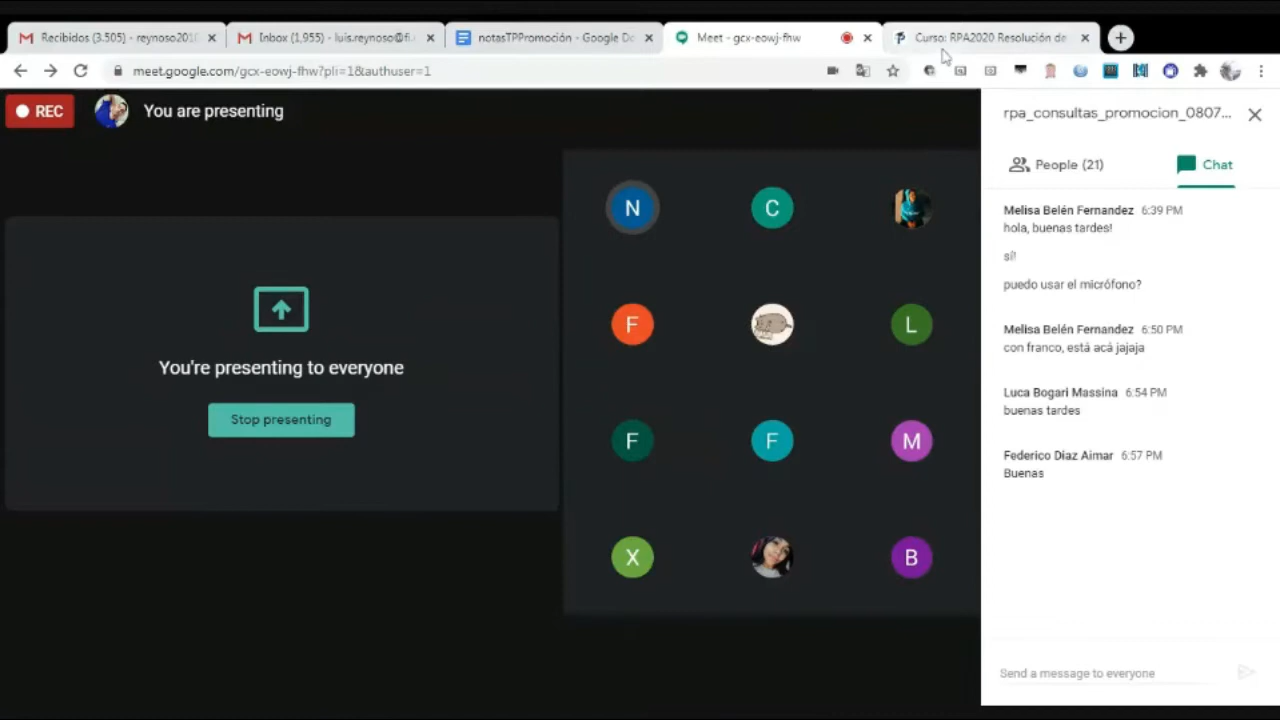 Recibidos (3.505) - reynoso201
Inbox (1,955) - luis.reynoso@fi.
notasTPPromoción - Google Do
Meet - gcx-eowj-fhw
Curso: RPA2020 Resolución de
meet.google.com/gcx-eowj-fhw?pli=1&authuser=1
REC
You are presenting
rpa_consultas_promocion_0807...
People (21)
Chat
N
C
Melisa Belén Fernandez 6:39 PM
hola, buenas tardes!
sí!
puedo usar el micrófono?
F
L
Melisa Belén Fernandez 6:50 PM
con franco, está acá jajaja
You're presenting to everyone
Stop presenting
Luca Bogari Massina 6:54 PM
buenas tardes
F
F
M
Federico Diaz Aimar 6:57 PM
Buenas
X
B
Send a message to everyone